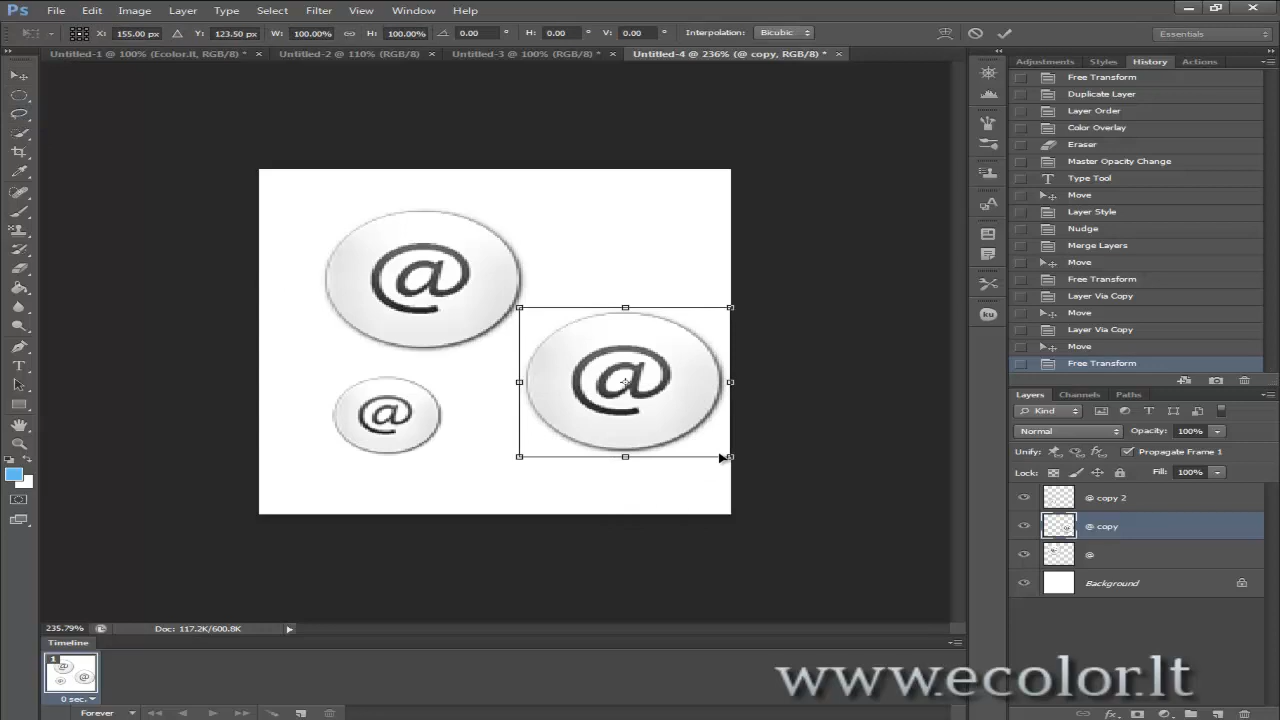 Ps File Edit Image Layer Type Select Filter View Window Help
X: 155.00 px Y: 123.50 px W: 100.00% H: 100.00% 0.00 ° H: 0.00 ° V: 0.00 ° Interpolation: Bicubic Essentials
Untitled-1 @ 100% (Ecolor.lt, RGB/8) * × Untitled-2 @ 110% (RGB/8) × Untitled-3 @ 100% (RGB/8) * × Untitled-4 @ 236% (@ copy, RGB/8) * ×
Adjustments Styles History Actions
Free Transform
Duplicate Layer
Layer Order
Color Overlay
Eraser
Master Opacity Change
Type Tool
Move
Layer Style
Nudge
Merge Layers
Move
Free Transform
Layer Via Copy
Move
Layer Via Copy
Move
Free Transform
@
@
@
Layers Channels Paths
Kind
Normal Opacity: 100%
Unify: Propagate Frame 1
Lock: Fill: 100%
@ copy 2
@ copy
@
Background
235.79% Doc: 117.2K/600.8K
Timeline
1
0 sec.
Forever
www.ecolor.lt
ku